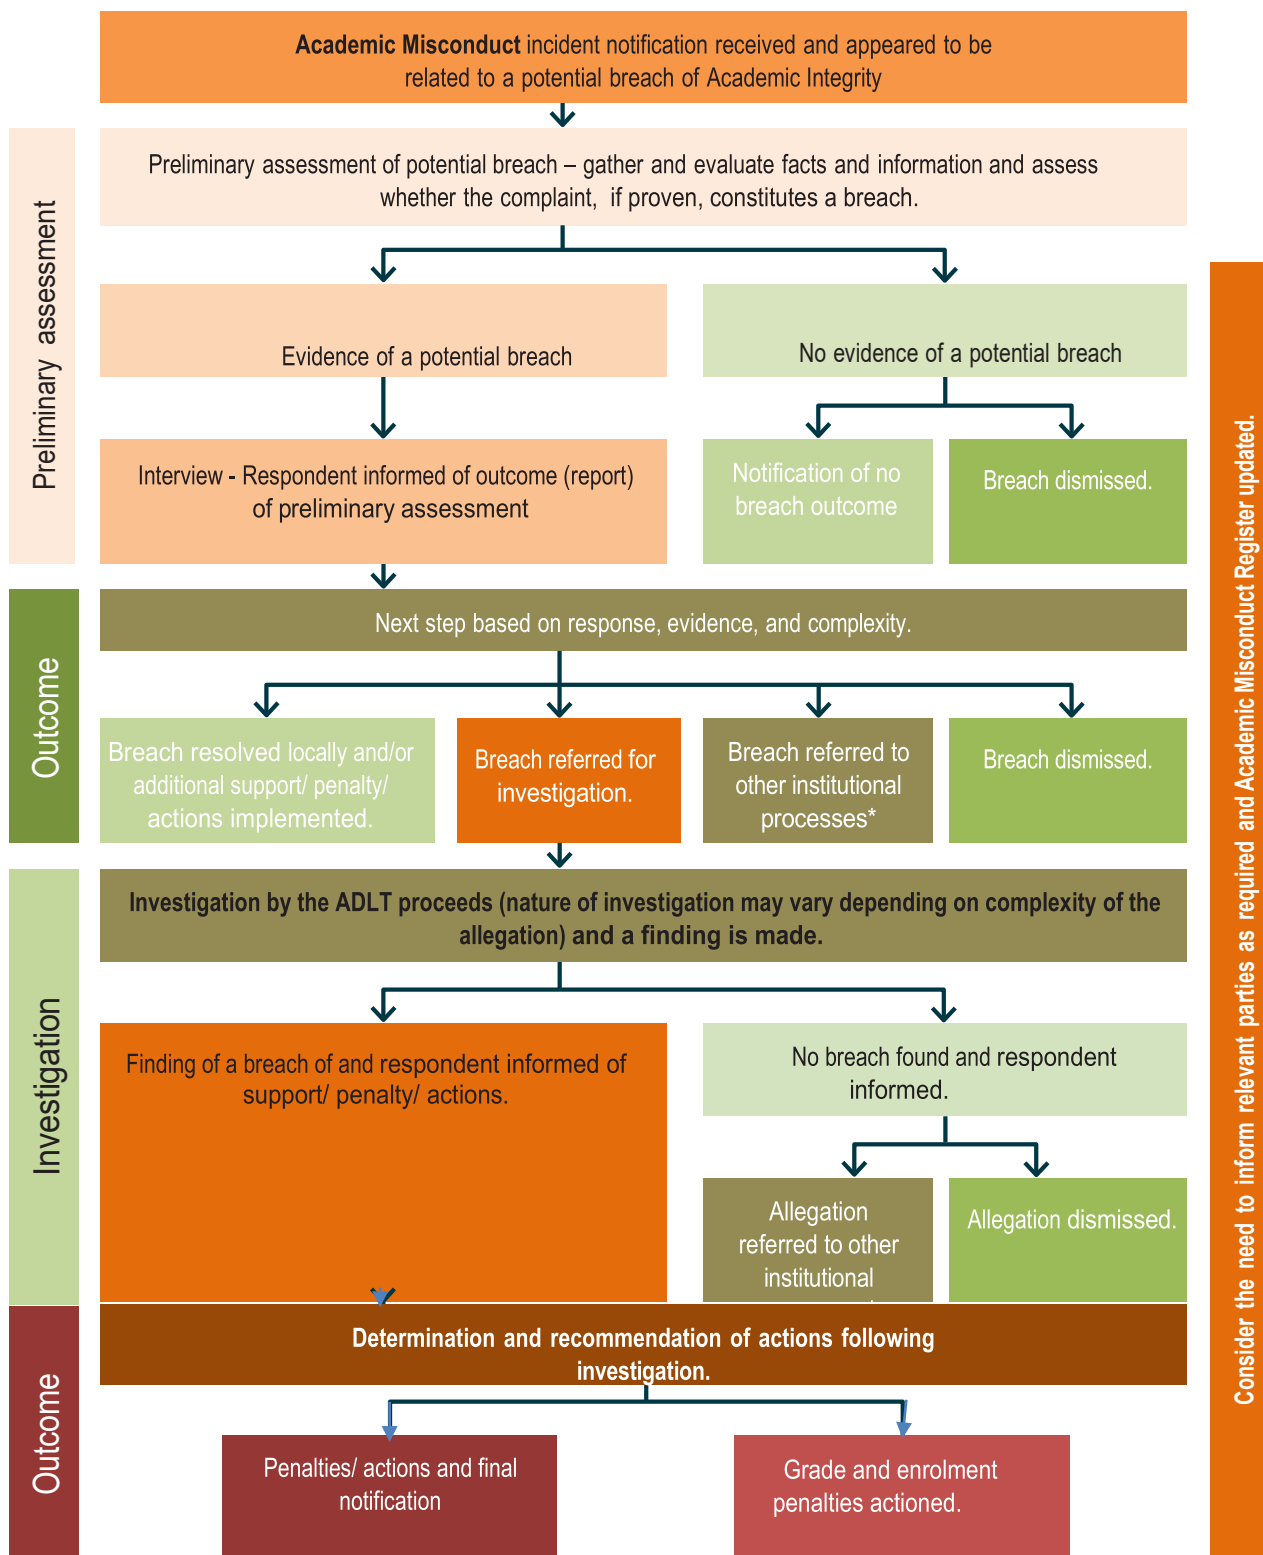 Academic Misconduct incident notification received and appeared to be
related to a potential breach of Academic Integrity
Preliminary assessment
Preliminary assessment of potential breach – gather and evaluate facts and information and assess
whether the complaint, if proven, constitutes a breach.
Evidence of a potential breach
No evidence of a potential breach
Interview - Respondent informed of outcome (report)
of preliminary assessment
Notification of no
breach outcome
Breach dismissed.
Outcome
Next step based on response, evidence, and complexity.
Breach resolved locally and/or
additional support/ penalty/
actions implemented.
Breach referred for
investigation.
Breach referred to
other institutional
processes*
Breach dismissed.
Investigation
Investigation by the ADLT proceeds (nature of investigation may vary depending on complexity of the
allegation) and a finding is made.
Finding of a breach of and respondent informed of
support/ penalty/ actions.
No breach found and respondent
informed.
Allegation
referred to other
institutional
Allegation dismissed.
Outcome
Determination and recommendation of actions following
investigation.
Penalties/ actions and final
notification
Grade and enrolment
penalties actioned.
Consider the need to inform relevant parties as required and Academic Misconduct Register updated.